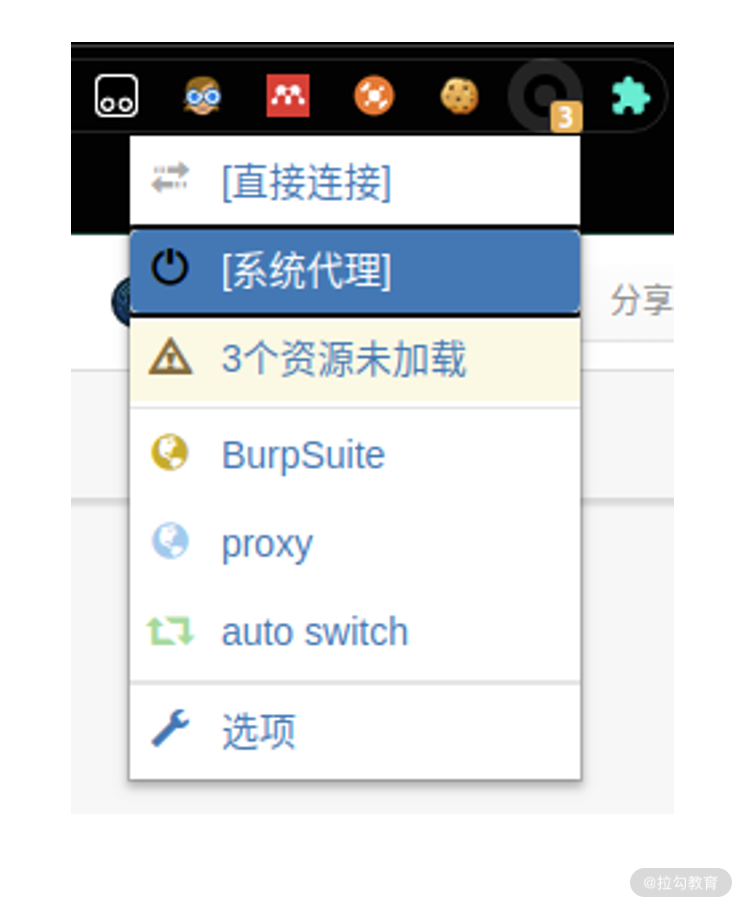 3
[直接连接]
[系统代理]
分享
3个资源未加载
BurpSuite
proxy
auto switch
选项
@拉勾教育